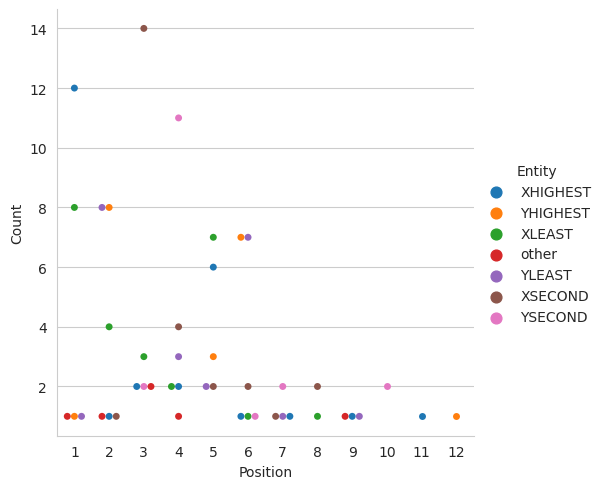 14
12
10
8
6
4
2
Count
1 2 3 4 5 6 7 8 9 10 11 12
Position
Entity
XHIGHEST
YHIGHEST
XLEAST
other
YLEAST
XSECOND
YSECOND